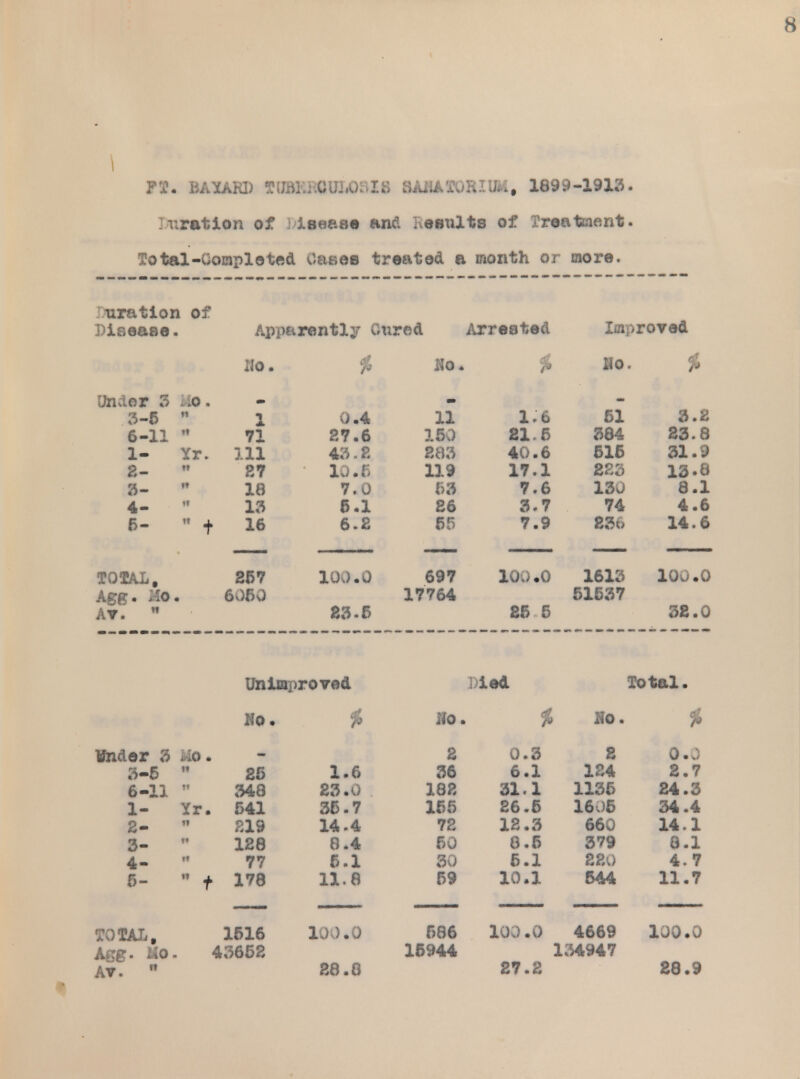 8
FT. BAYARD TUBERCULOSIS SANATORIUM, 1899-1913.
Duration of Disease and Results of Treatment.
Total-Completed Cases treated a month or more.
Duration of
Disease. Apparently Cured Arrested Improved
No. % No. % No. %
Under 3 Mo. - - -
3-5 " 1 0.4 11 1.6 51 3.2
6-11 " 71 27.6 150 21.5 384 23.8
1- Yr. 111 43.2 283 40.6 515 31.9
2- " 27 10.5 119 17.1 223 13.8
3- " 18 7.0 53 7.6 130 8.1
4- " 13 5.1 26 3.7 74 4.6
5- " + 16 6.2 55 7.9 236 14.6
TOTAL, 257 100.0 697 100.0 1613 100.0
Agg. Mo. 6050 17764 51537
Av. " 23.5 25.5 32.0
Unimproved Died Total.
No. % No. % No. %
Under 3 Mo. - 2 0.3 2 0.0
3-5 " 25 1.6 36 6.1 124 2.7
6-11 " 348 23.0 182 31.1 1135 24.3
1- Yr. 541 35.7 155 26.5 1605 34.4
2- " 219 14.4 72 12.3 660 14.1
3- " 128 8.4 50 8.5 379 8.1
4- " 77 5.1 30 5.1 220 4.7
5- " + 178 11.8 59 10.1 544 11.7
TOTAL, 1516 100.0 586 100.0 4669 100.0
Agg. Mo. 43652 15944 134947
Av. " 28.8 27.2 28.9